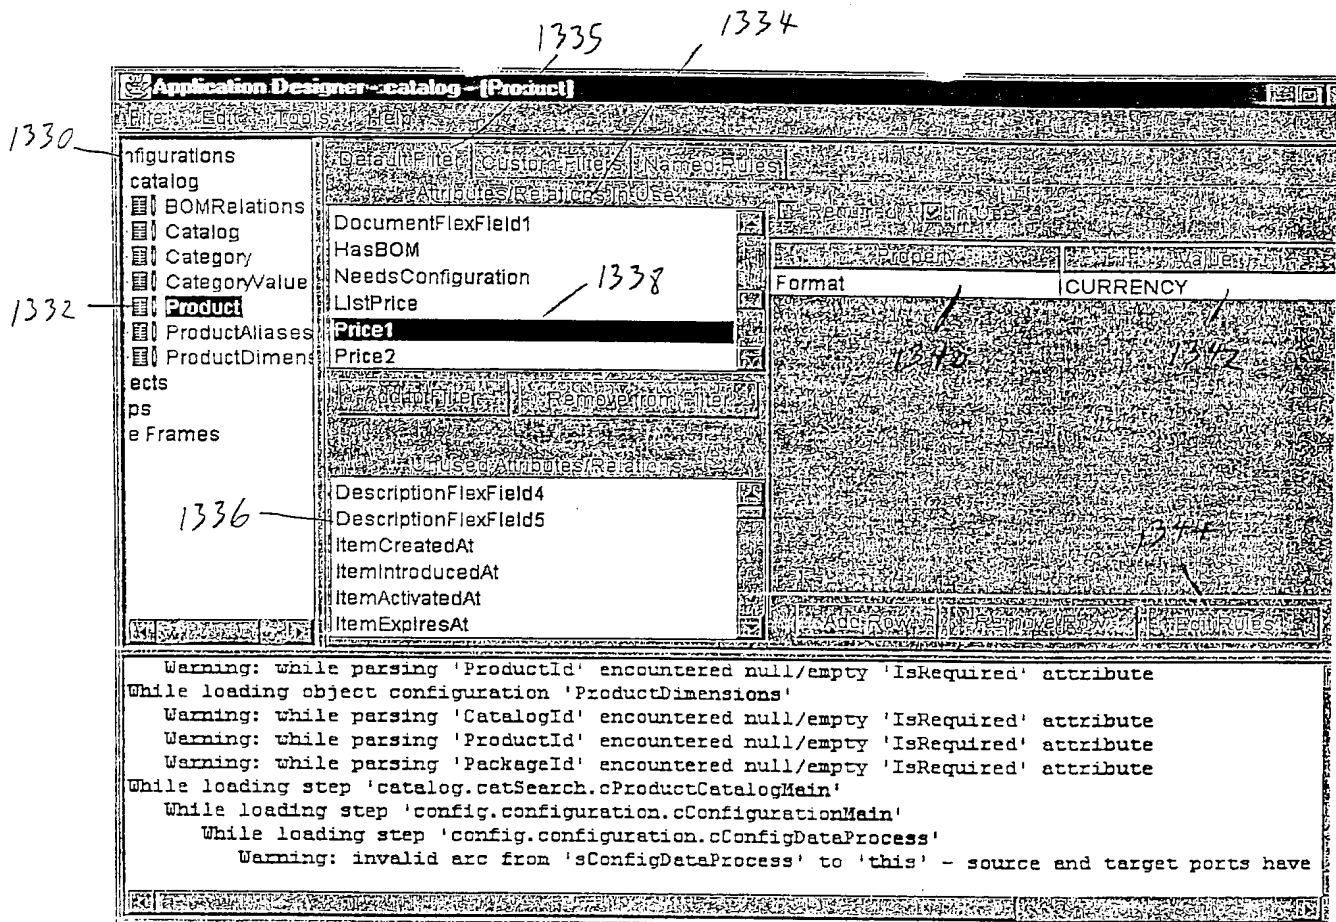 1335
1334
Application Designer - catalog - [Product]
File Edit Tools Help
1330
nfigurations
catalog
BOMRelations
Catalog
Category
CategoryValue
1332
Product
ProductAliases
ProductDimens
ects
ps
e Frames
Default Filter Custom Filters Named Rules
Attributes/Relations In Use
DocumentFlexField1
HasBOM
NeedsConfiguration
ListPrice
1338
Price1
Price2
Add to Filter Remove from Filter
Unused Attributes/Relations
1336
DescriptionFlexField4
DescriptionFlexField5
ItemCreatedAt
ItemIntroducedAt
ItemActivatedAt
ItemExpiresAt
Required In Use
Property Value
Format CURRENCY
1340 1342
1344
Add Row Remove Row Edit Rules
Warning: while parsing 'ProductId' encountered null/empty 'IsRequired' attribute
While loading object configuration 'ProductDimensions'
Warning: while parsing 'CatalogId' encountered null/empty 'IsRequired' attribute
Warning: while parsing 'ProductId' encountered null/empty 'IsRequired' attribute
Warning: while parsing 'PackageId' encountered null/empty 'IsRequired' attribute
While loading step 'catalog.catSearch.cProductCatalogMain'
While loading step 'config.configuration.cConfigurationMain'
While loading step 'config.configuration.cConfigDataProcess'
Warning: invalid arc from 'sConfigDataProcess' to 'this' - source and target ports have